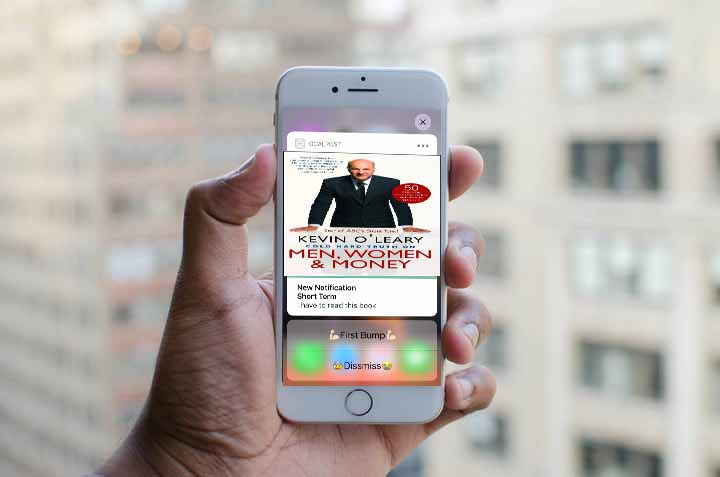 GOALPOST
50
Star of ABC's Shark Tank!
KEVIN O'LEARY
COLD HARD TRUTH ON
MEN, WOMEN
& MONEY
New Notification
Short Term
I have to read this book
💪🏻First Bump💪🏻
😰Dissmiss😭